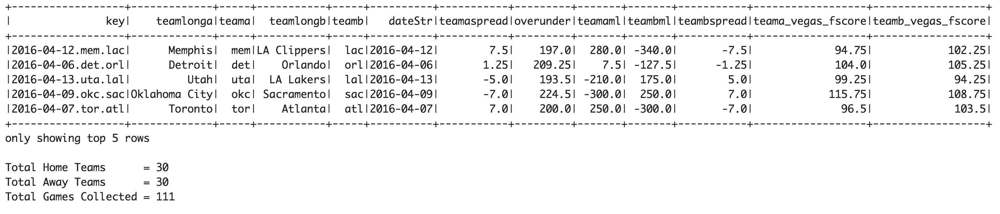 +------------------+-------------+-----+-----------+-----+----------+-----------+---------+-------+-------+-----------+------------------+------------------+
|               key|    teamlonga|teama|  teamlongb|teamb|   dateStr|teamaspread|overunder|teamaml|teambml|teambspread|teama_vegas_fscore|teamb_vegas_fscore|
+------------------+-------------+-----+-----------+-----+----------+-----------+---------+-------+-------+-----------+------------------+------------------+
|2016-04-12.mem.lac|      Memphis|  mem|LA Clippers|  lac|2016-04-12|        7.5|    197.0|  280.0| -340.0|       -7.5|             94.75|            102.25|
|2016-04-06.det.orl|      Detroit|  det|    Orlando|  orl|2016-04-06|       1.25|   209.25|    7.5| -127.5|      -1.25|             104.0|            105.25|
|2016-04-13.uta.lal|         Utah|  uta|  LA Lakers|  lal|2016-04-13|       -5.0|    193.5| -210.0|  175.0|        5.0|             99.25|             94.25|
|2016-04-09.okc.sac|Oklahoma City|  okc| Sacramento|  sac|2016-04-09|       -7.0|    224.5| -300.0|  250.0|        7.0|            115.75|            108.75|
|2016-04-07.tor.atl|      Toronto|  tor|    Atlanta|  atl|2016-04-07|        7.0|    200.0|  250.0| -300.0|       -7.0|              96.5|             103.5|
+------------------+-------------+-----+-----------+-----+----------+-----------+---------+-------+-------+-----------+------------------+------------------+
only showing top 5 rows

Total Home Teams      = 30
Total Away Teams      = 30
Total Games Collected = 111